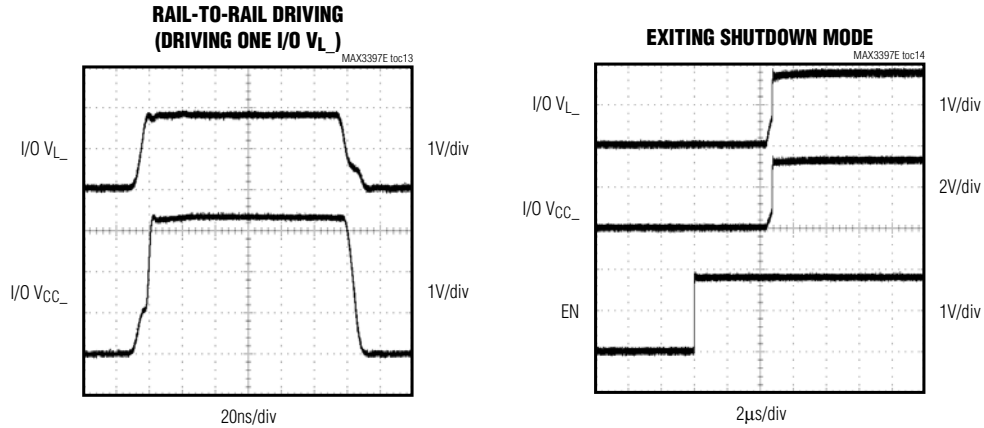 RAIL-TO-RAIL DRIVING
(DRIVING ONE I/O VL_)
MAX3397E toc13
I/O VL_
1V/div
I/O VCC_
1V/div
20ns/div
EXITING SHUTDOWN MODE
MAX3397E toc14
I/O VL_
1V/div
I/O VCC_
2V/div
EN
1V/div
2μs/div